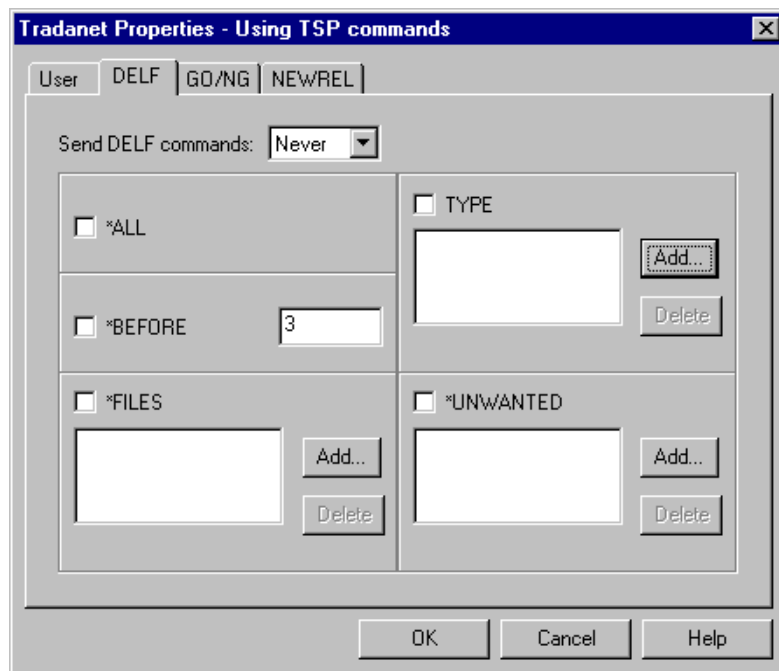 Tradanet Properties - Using TSP commands
User DELF GO/NG NEWREL
Send DELF commands: Never
*ALL
TYPE
Add...
Delete
*BEFORE 3
*FILES
Add...
Delete
*UNWANTED
Add...
Delete
OK Cancel Help